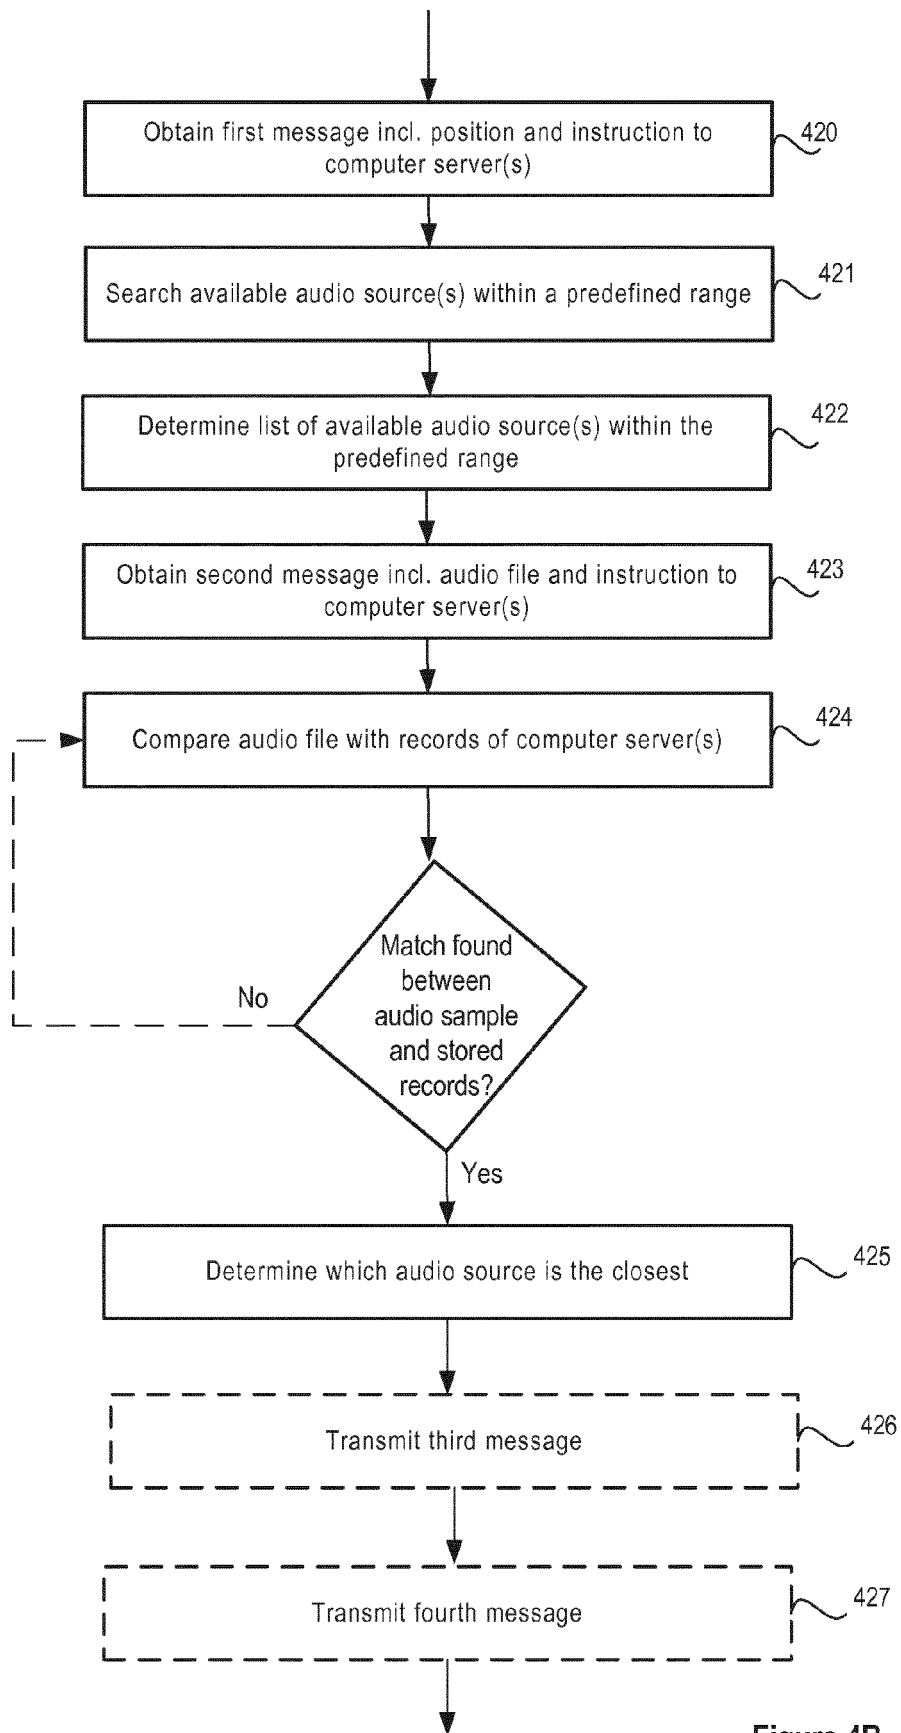 Obtain first message incl. position and instruction to
computer server(s)
420
Search available audio source(s) within a predefined range
421
Determine list of available audio source(s) within the
predefined range
422
Obtain second message incl. audio file and instruction to
computer server(s)
423
Compare audio file with records of computer server(s)
424
Match found
between
audio sample
and stored
records?
No
Yes
Determine which audio source is the closest
425
Transmit third message
426
Transmit fourth message
427
Figure 4B